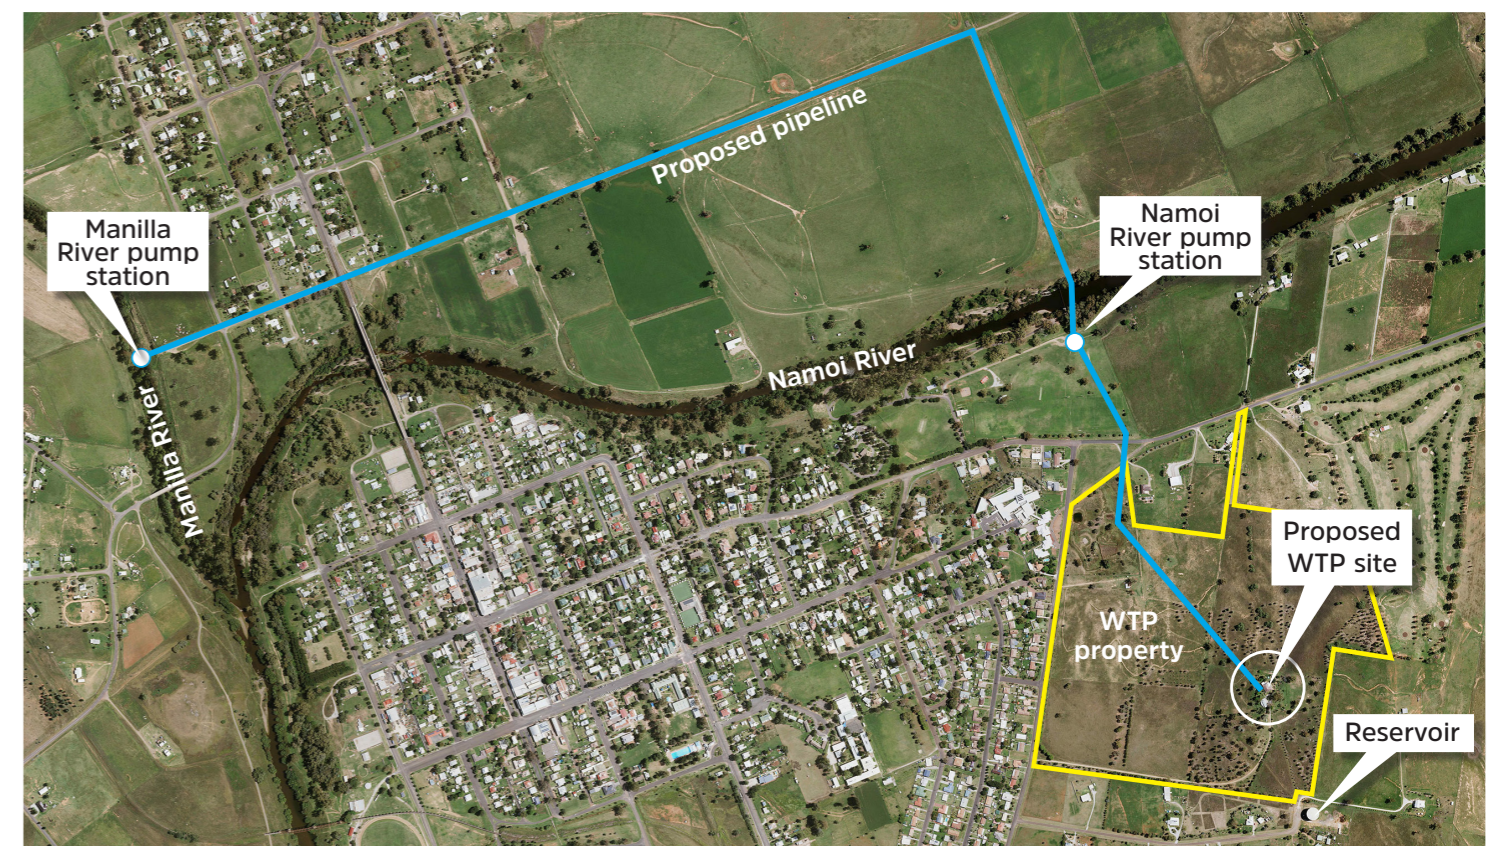 Proposed pipeline
Manilla
River pump
station
Namoi
River pump
station
Namoi River
Manilla River
Proposed
WTP site
WTP
property
Reservoir